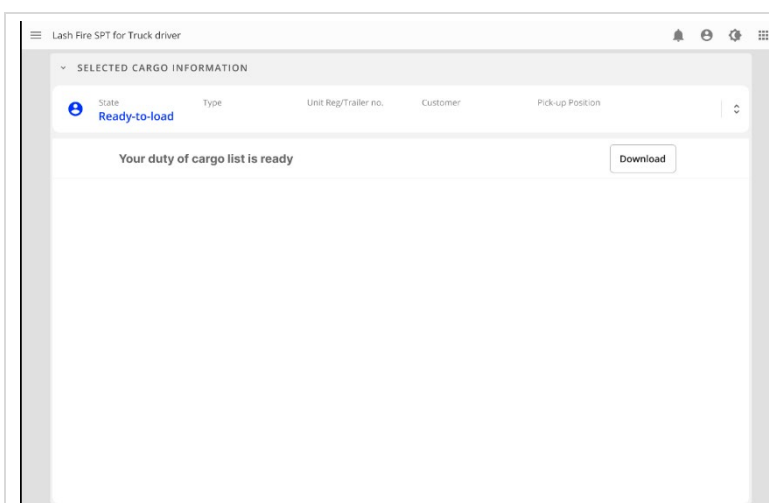 Lash Fire SPT for Truck driver
SELECTED CARGO INFORMATION
State Type Unit Reg/Trailer no. Customer Pick-up Position
Ready-to-load
Your duty of cargo list is ready Download